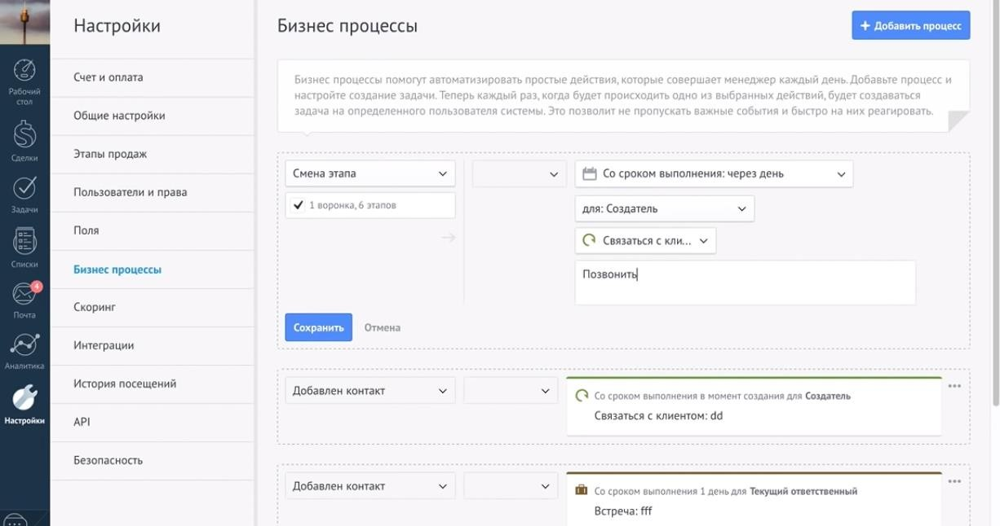 Рабочий
стол
Сделки
Задачи
Списки
4
Почта
Аналитика
Настройки
Настройки
Счет и оплата
Общие настройки
Этапы продаж
Пользователи и права
Поля
Бизнес процессы
Скоринг
Интеграции
История посещений
API
Безопасность
Бизнес процессы
+ Добавить процесс
Бизнес процессы помогут автоматизировать простые действия, которые совершает менеджер каждый день. Добавьте процесс и
настройте создание задачи. Теперь каждый раз, когда будет происходить одно из выбранных действий, будет создаваться
задача на определенного пользователя системы. Это позволит не пропускать важные события и быстро на них реагировать.
Смена этапа
1 воронка, 6 этапов
Со сроком выполнения: через день
для: Создатель
Связаться с кли...
Позвонить
Сохранить Отмена
Добавлен контакт
Со сроком выполнения в момент создания для Создатель
Связаться с клиентом: dd
Добавлен контакт
Со сроком выполнения 1 день для Текущий ответственный
Встреча: fff